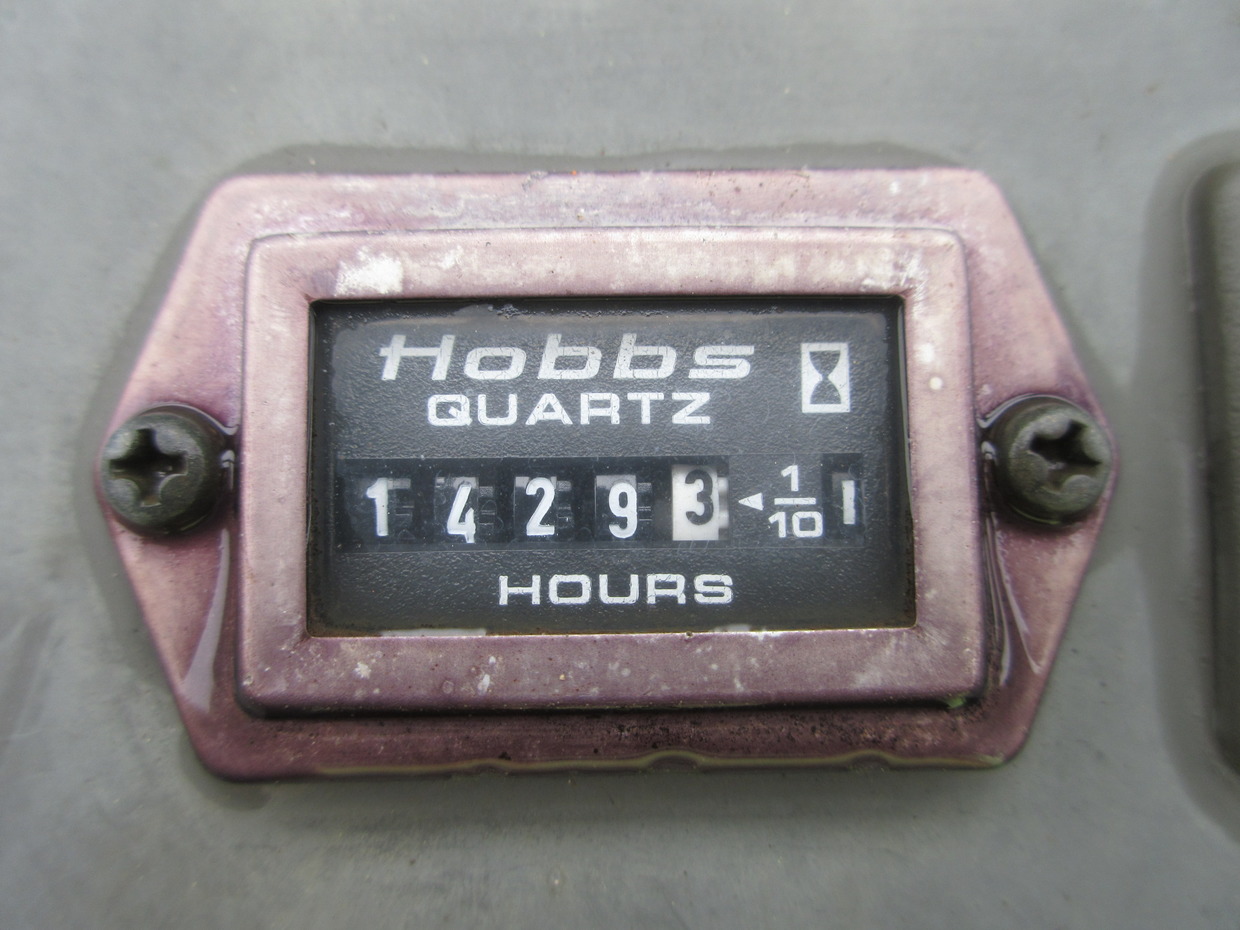 Hobbs
QUARTZ
1 4 2 9 3 ◄ 1/10
HOURS